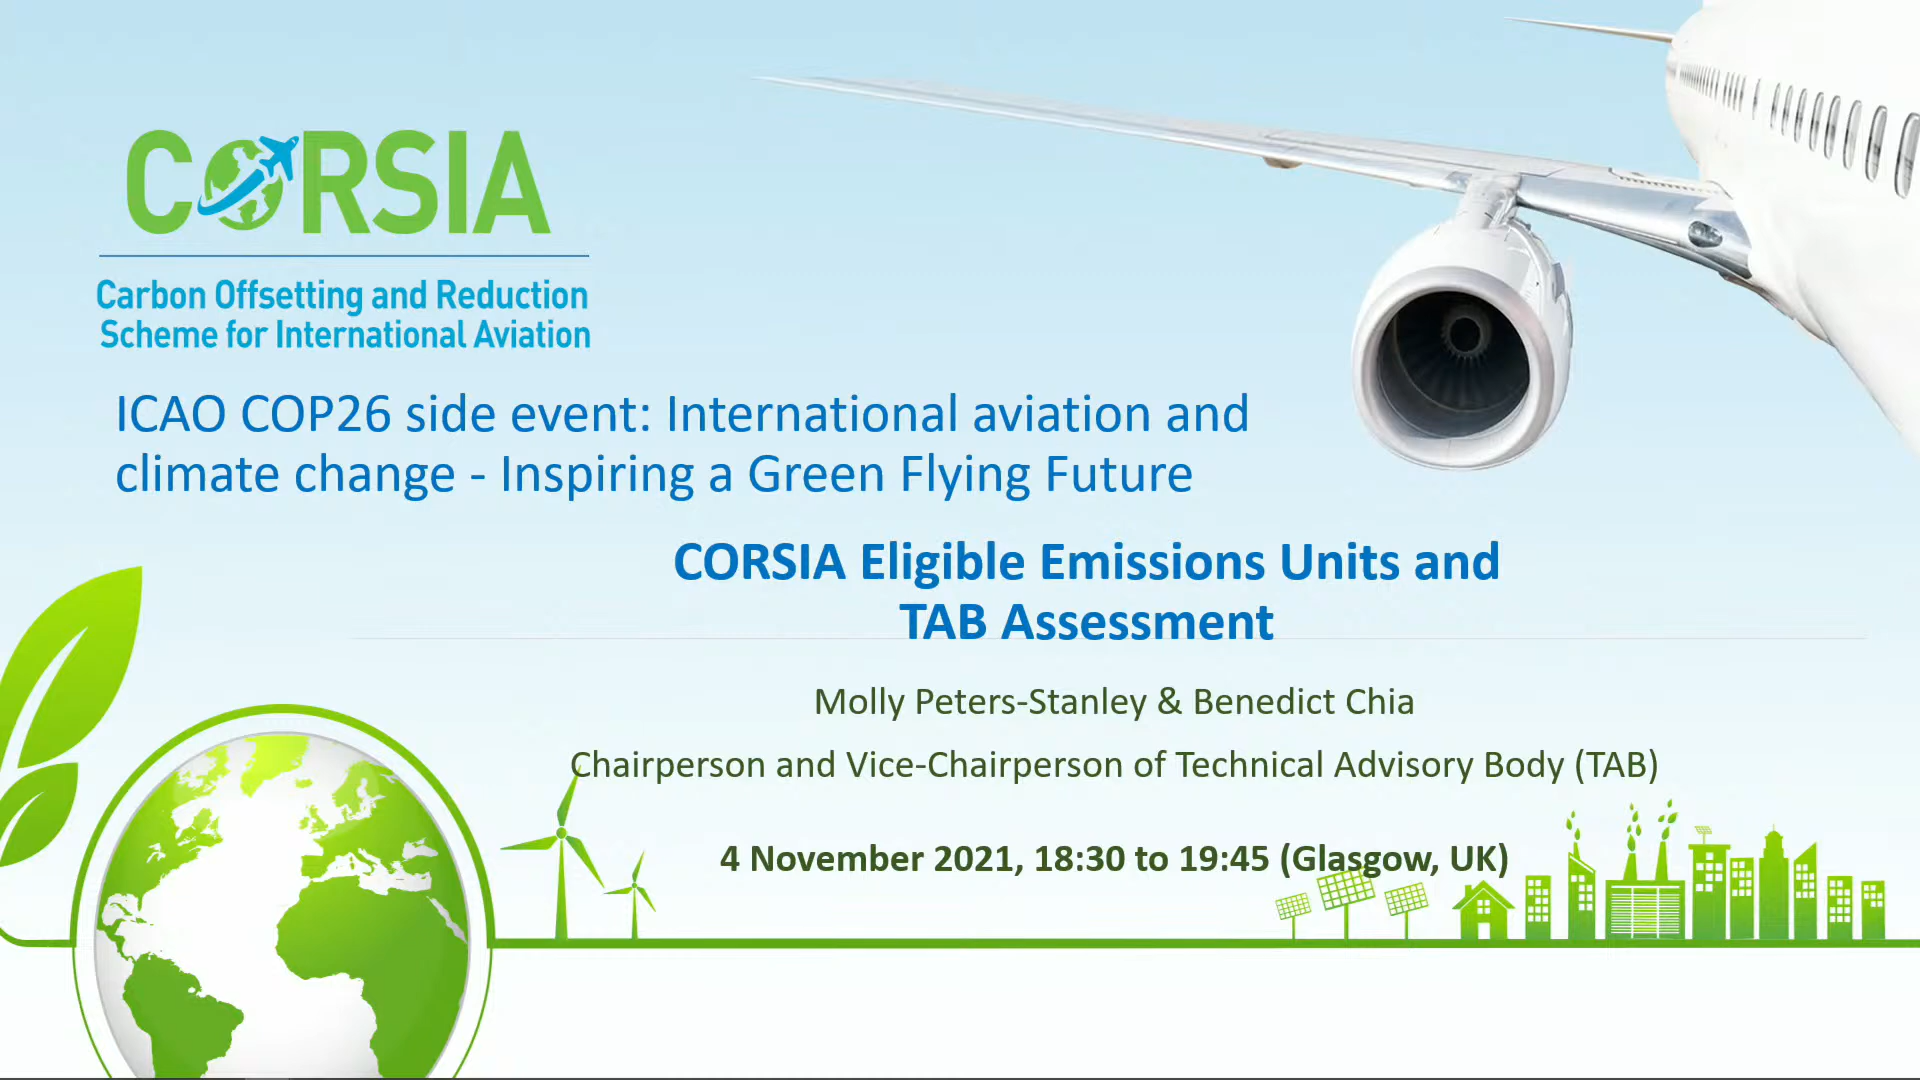 CORSIA
Carbon Offsetting and Reduction
Scheme for International Aviation
ICAO COP26 side event: International aviation and
climate change - Inspiring a Green Flying Future
CORSIA Eligible Emissions Units and
TAB Assessment
Molly Peters-Stanley & Benedict Chia
Chairperson and Vice-Chairperson of Technical Advisory Body (TAB)
4 November 2021, 18:30 to 19:45 (Glasgow, UK)